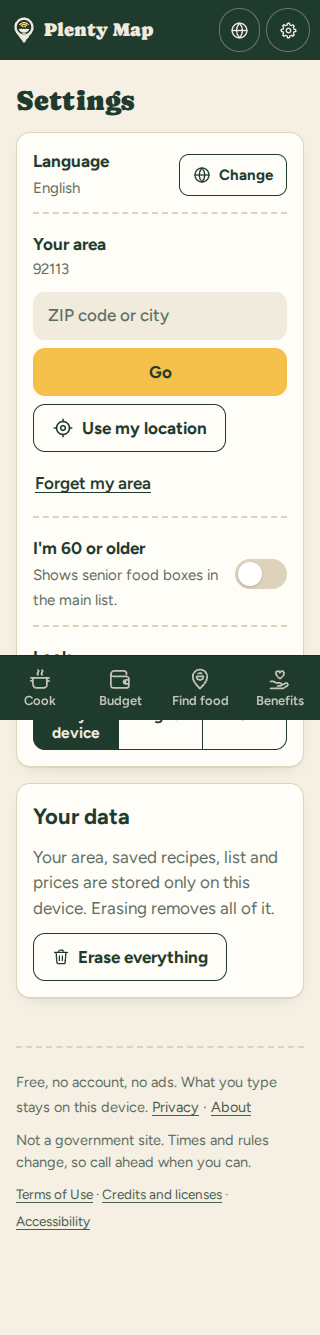 Plenty Map
Settings
Language
English
Change
Your area
92113
ZIP code or city
Go
Use my location
Forget my area
I'm 60 or older
Shows senior food boxes in
the main list.
Cook
Budget
Find food
Benefits
device
Your data
Your area, saved recipes, list and
prices are stored only on this
device. Erasing removes all of it.
Erase everything
Free, no account, no ads. What you type
stays on this device. Privacy · About
Not a government site. Times and rules
change, so call ahead when you can.
Terms of Use · Credits and licenses ·
Accessibility